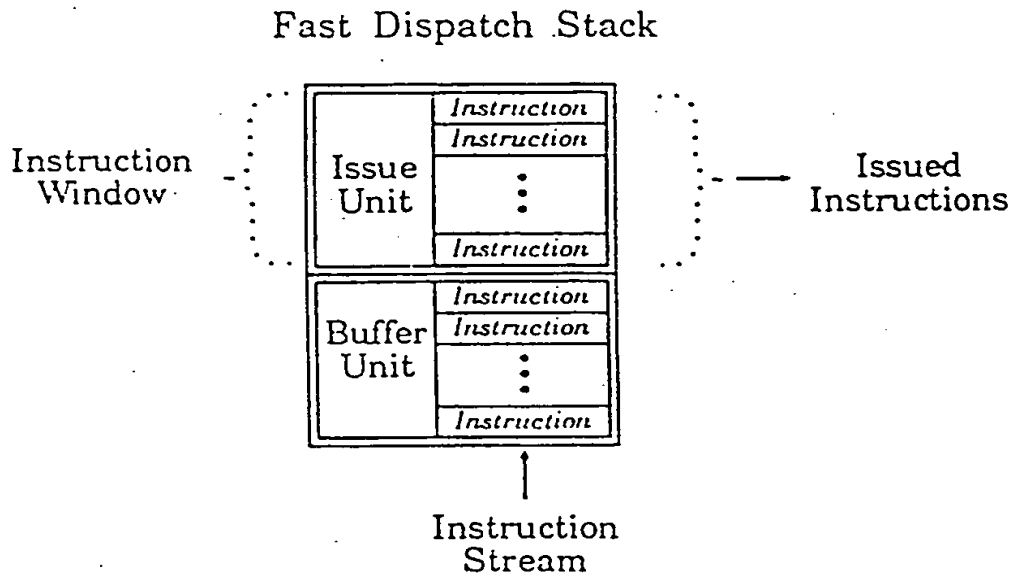 Fast Dispatch Stack
Instruction
Window
Issue
Unit
Instruction
Instruction
Instruction
Issued
Instructions
Buffer
Unit
Instruction
Instruction
Instruction
Instruction
Stream